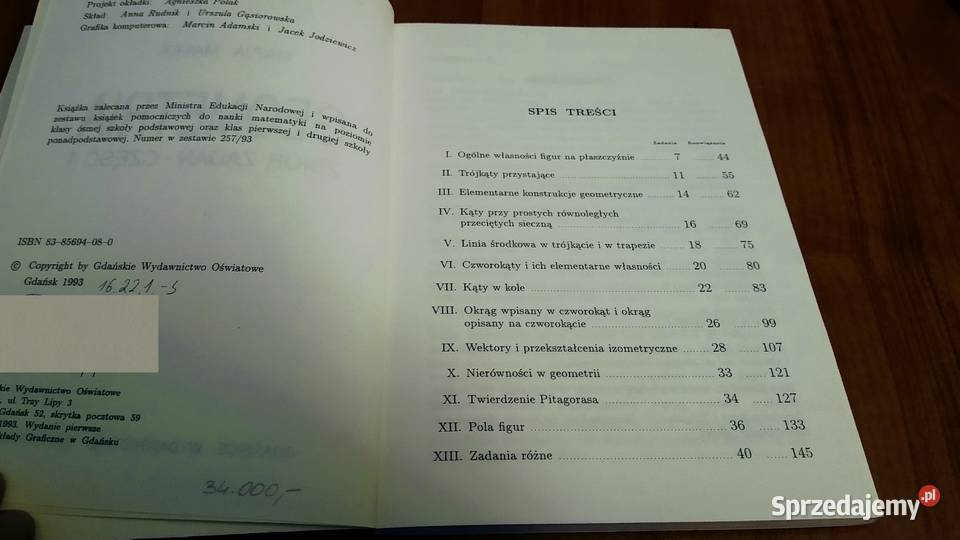 Projekt okładki: Agnieszka Polak
Skład: Anna Rudnik i Urszula Gąsiorowska
Grafika komputerowa: Marcin Adamski i Jacek Jodziewicz
Książka zalecana przez Ministra Edukacji Narodowej i wpisana do
zestawu książek pomocniczych do nauki matematyki na poziomie
klasy ósmej szkoły podstawowej oraz klas pierwszej i drugiej szkoły
ponadpodstawowej. Numer w zestawie 257/93
ISBN 83-85694-08-0
© Copyright by Gdańskie Wydawnictwo Oświatowe
Gdańsk 1993
kie Wydawnictwo Oświatowe
, ul. Trzy Lipy 3
Gdańsk 52, skrytka pocztowa 59
1993. Wydanie pierwsze
kłady Graficzne w Gdańsku
34.000,-
SPIS TREŚCI
Zadania Rozwiązania
I. Ogólne własności figur na płaszczyźnie ........ 7 ...... 44
II. Trójkąty przystające ........ 11 ...... 55
III. Elementarne konstrukcje geometryczne ........ 14 ...... 62
IV. Kąty przy prostych równoległych
przeciętych sieczną ........ 16 ...... 69
V. Linia środkowa w trójkącie i w trapezie ........ 18 ...... 75
VI. Czworokąty i ich elementarne własności ........ 20 ...... 80
VII. Kąty w kole ........ 22 ...... 83
VIII. Okrąg wpisany w czworokąt i okrąg
opisany na czworokącie ........ 26 ...... 99
IX. Wektory i przekształcenia izometryczne ........ 28 ...... 107
X. Nierówności w geometrii ........ 33 ...... 121
XI. Twierdzenie Pitagorasa ........ 34 ...... 127
XII. Pola figur ........ 36 ...... 133
XIII. Zadania różne ........ 40 ...... 145
Sprzedajemy.pl